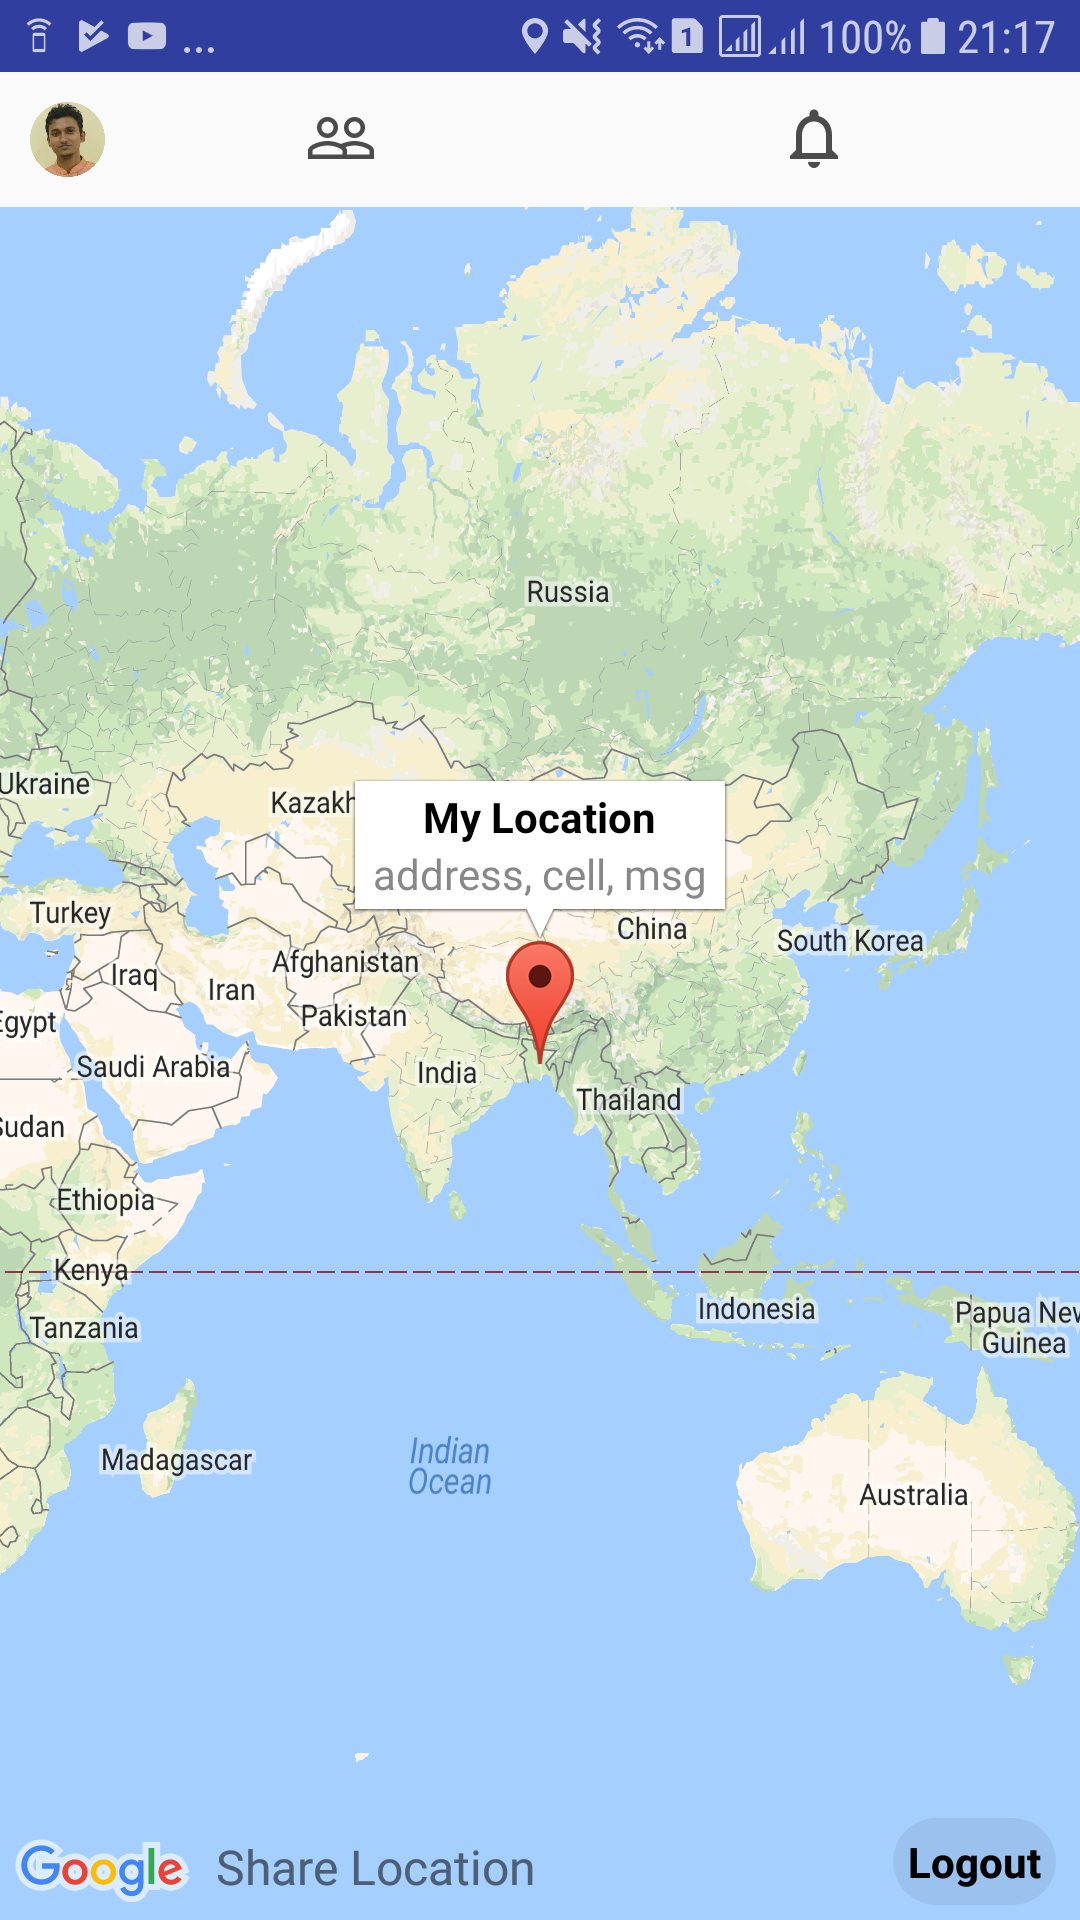 ... 1 100% 21:17
Russia
Ukraine
Kazakh
My Location
address, cell, msg
Turkey
China
South Korea
Afghanistan
Iraq
Iran
Pakistan
Egypt
Saudi Arabia
India
Thailand
Sudan
Ethiopia
Kenya
Indonesia
Papua New
Guinea
Tanzania
Madagascar
Indian
Ocean
Australia
Google Share Location Logout